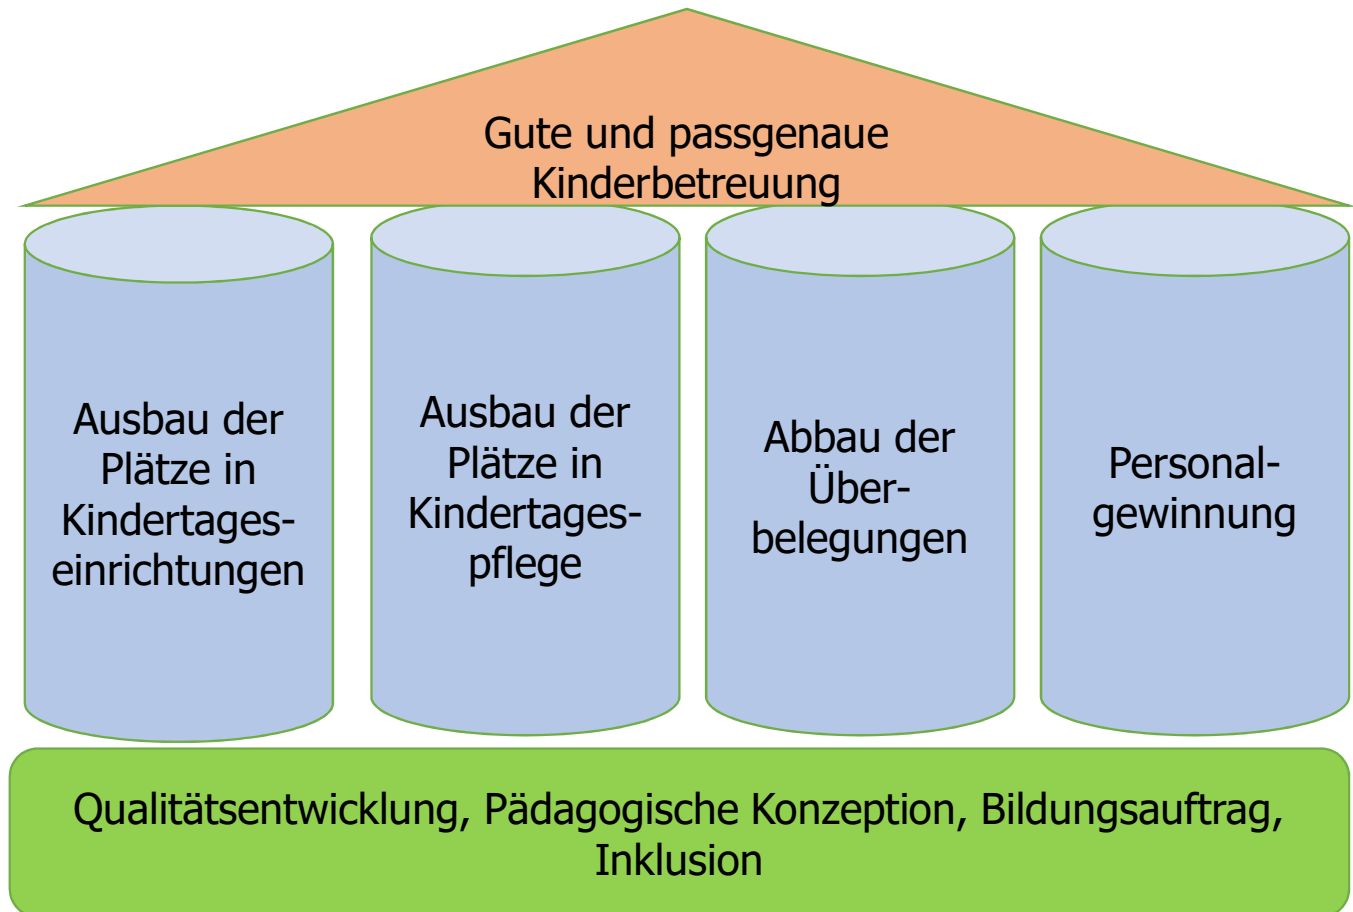 Gute und passgenaue
Kinderbetreuung
Ausbau der
Plätze in
Kindertages-
einrichtungen
Ausbau der
Plätze in
Kindertages-
pflege
Abbau der
Über-
belegungen
Personal-
gewinnung
Qualitätsentwicklung, Pädagogische Konzeption, Bildungsauftrag,
Inklusion